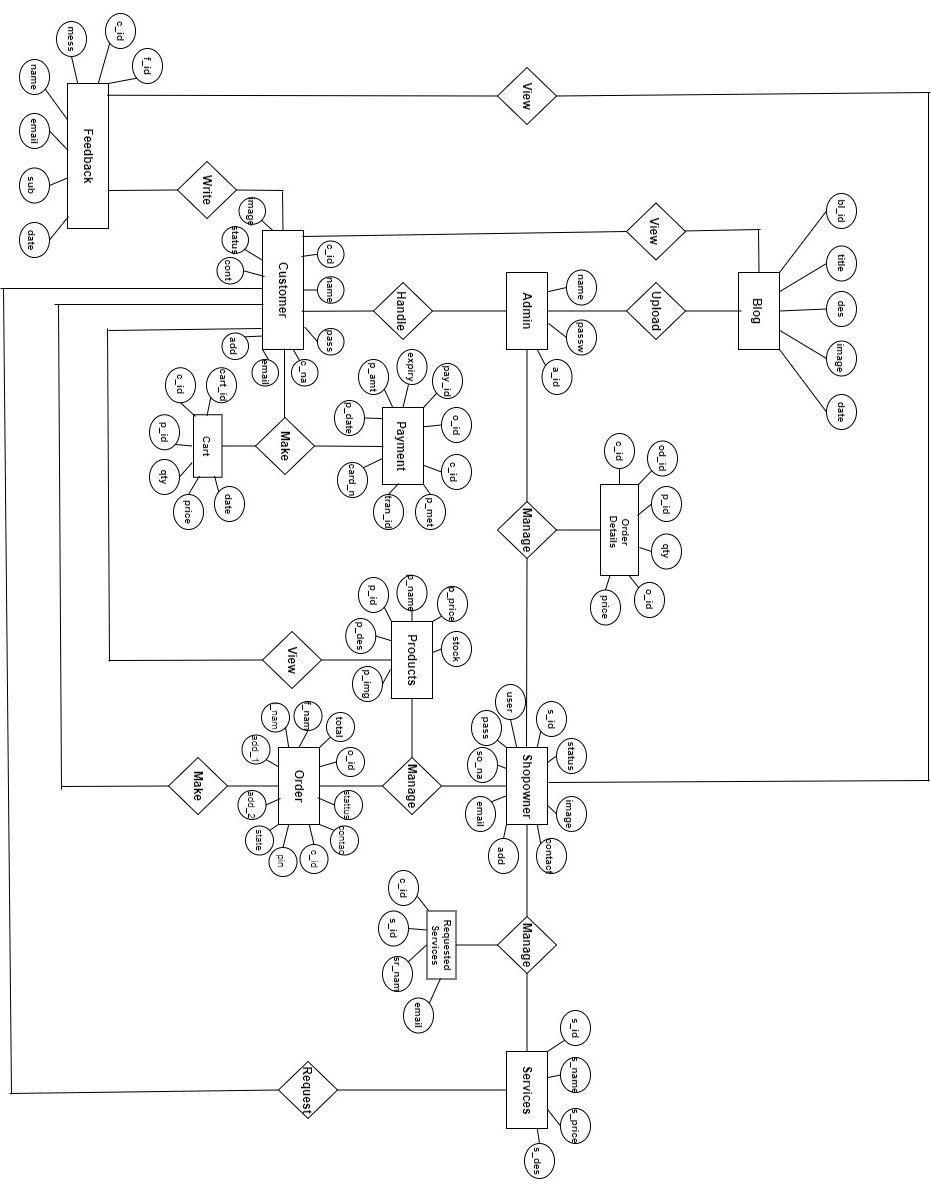 bl_id
title
des
image
date
Blog
View
Upload
View
name
passw
a_id
Admin
Handle
c_id
od_id
p_id
qty
o_id
price
Order
Details
Manage
f_id
c_id
mess
name
email
sub
date
Feedback
Write
image
status
cont
add
email
c_na
pass
name
c_id
Customer
Make
pay_id
expiry
p_amt
p_date
card_n
tran_id
p_met
c_id
o_id
Payment
cart_id
c_id
p_id
qty
price
date
Cart
p_price
p_name
p_id
p_des
p_img
stock
Products
View
s_id
user
pass
so_na
email
add
contact
image
status
Shopowner
Manage
total
f_nam
_nam
add_1
add_2
state
pin
c_id
contac
stattus
o_id
Order
Make
Manage
c_id
s_id
sr_nam
email
Requested
Services
s_id
s_name
s_price
s_des
Services
Request